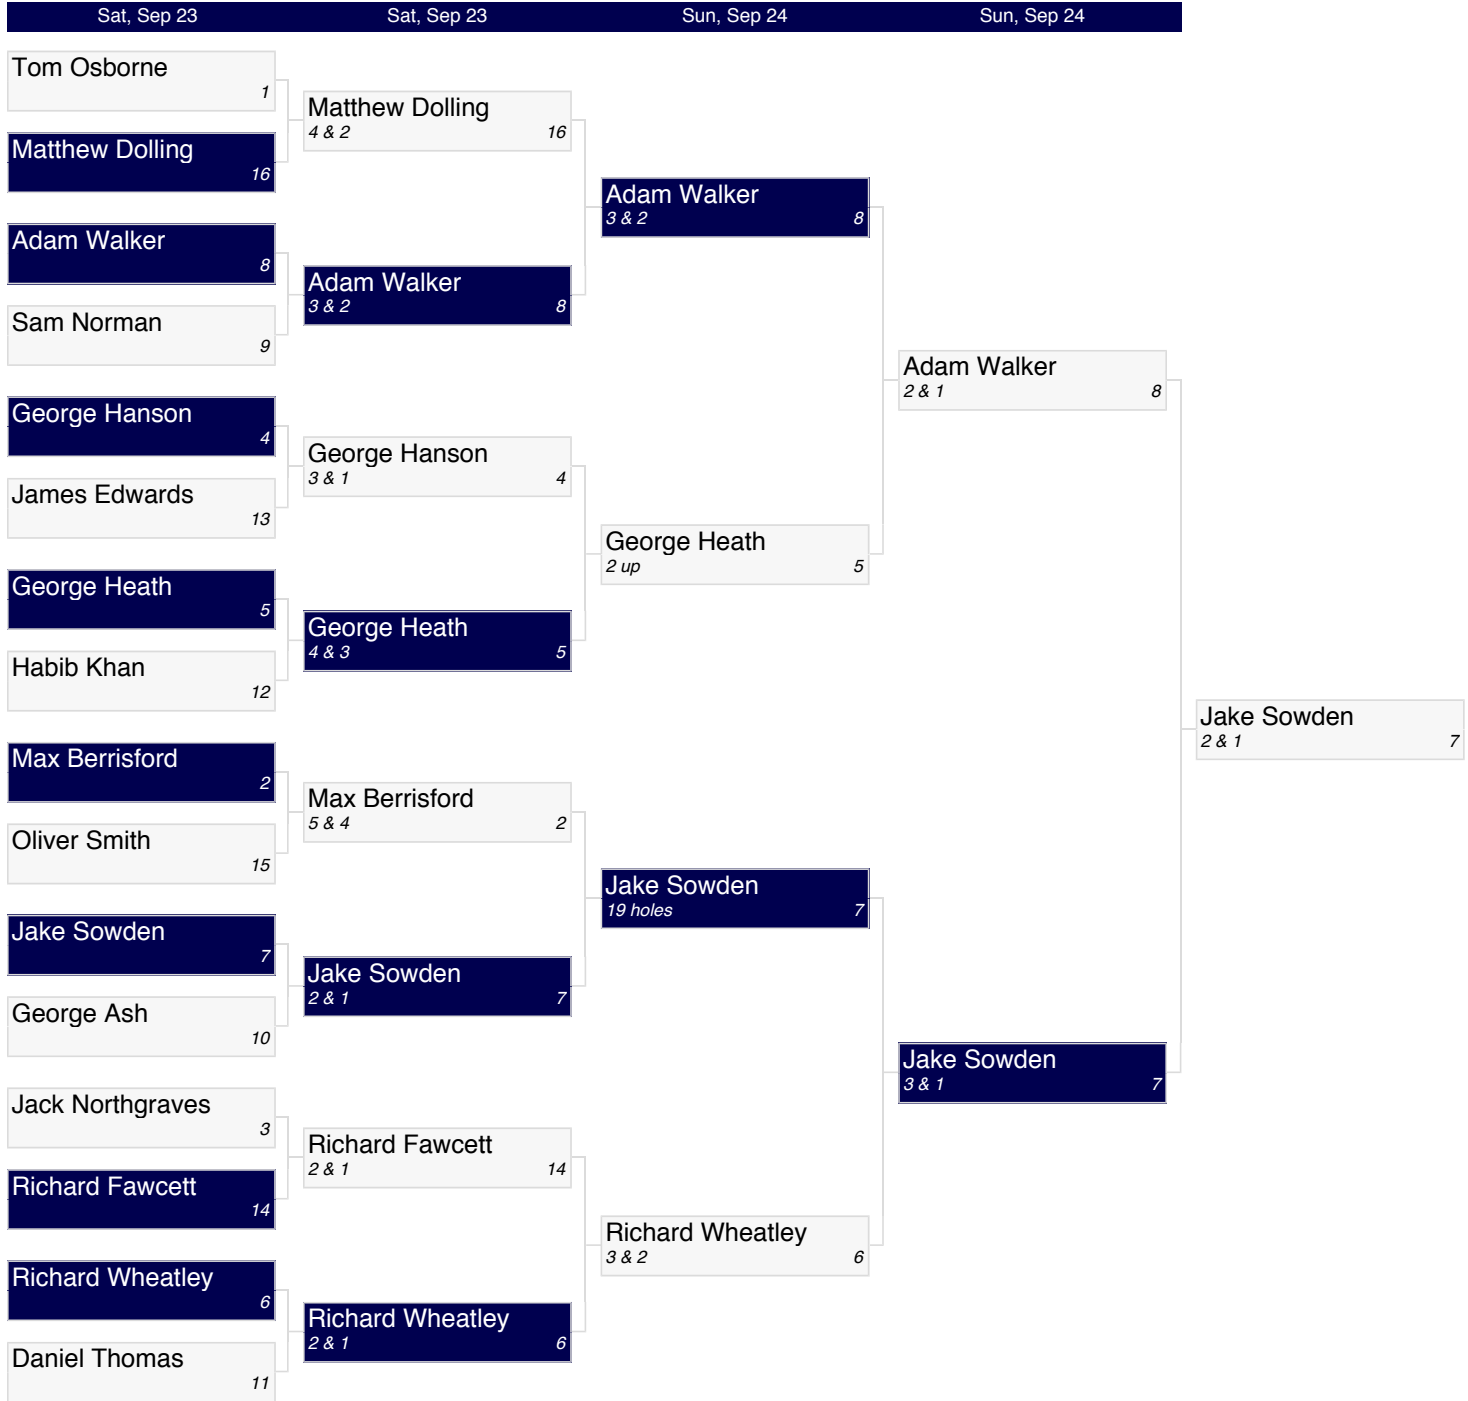 Sat, Sep 23
Sat, Sep 23
Sun, Sep 24
Sun, Sep 24
Tom Osborne
1
Matthew Dolling
16
Adam Walker
8
Sam Norman
9
George Hanson
4
James Edwards
13
George Heath
5
Habib Khan
12
Max Berrisford
2
Oliver Smith
15
Jake Sowden
7
George Ash
10
Jack Northgraves
3
Richard Fawcett
14
Richard Wheatley
6
Daniel Thomas
11
Matthew Dolling
4 & 2 16
Adam Walker
3 & 2 8
George Hanson
3 & 1 4
George Heath
4 & 3 5
Max Berrisford
5 & 4 2
Jake Sowden
2 & 1 7
Richard Fawcett
2 & 1 14
Richard Wheatley
2 & 1 6
Adam Walker
3 & 2 8
George Heath
2 up 5
Jake Sowden
19 holes 7
Richard Wheatley
3 & 2 6
Adam Walker
2 & 1 8
Jake Sowden
3 & 1 7
Jake Sowden
2 & 1 7